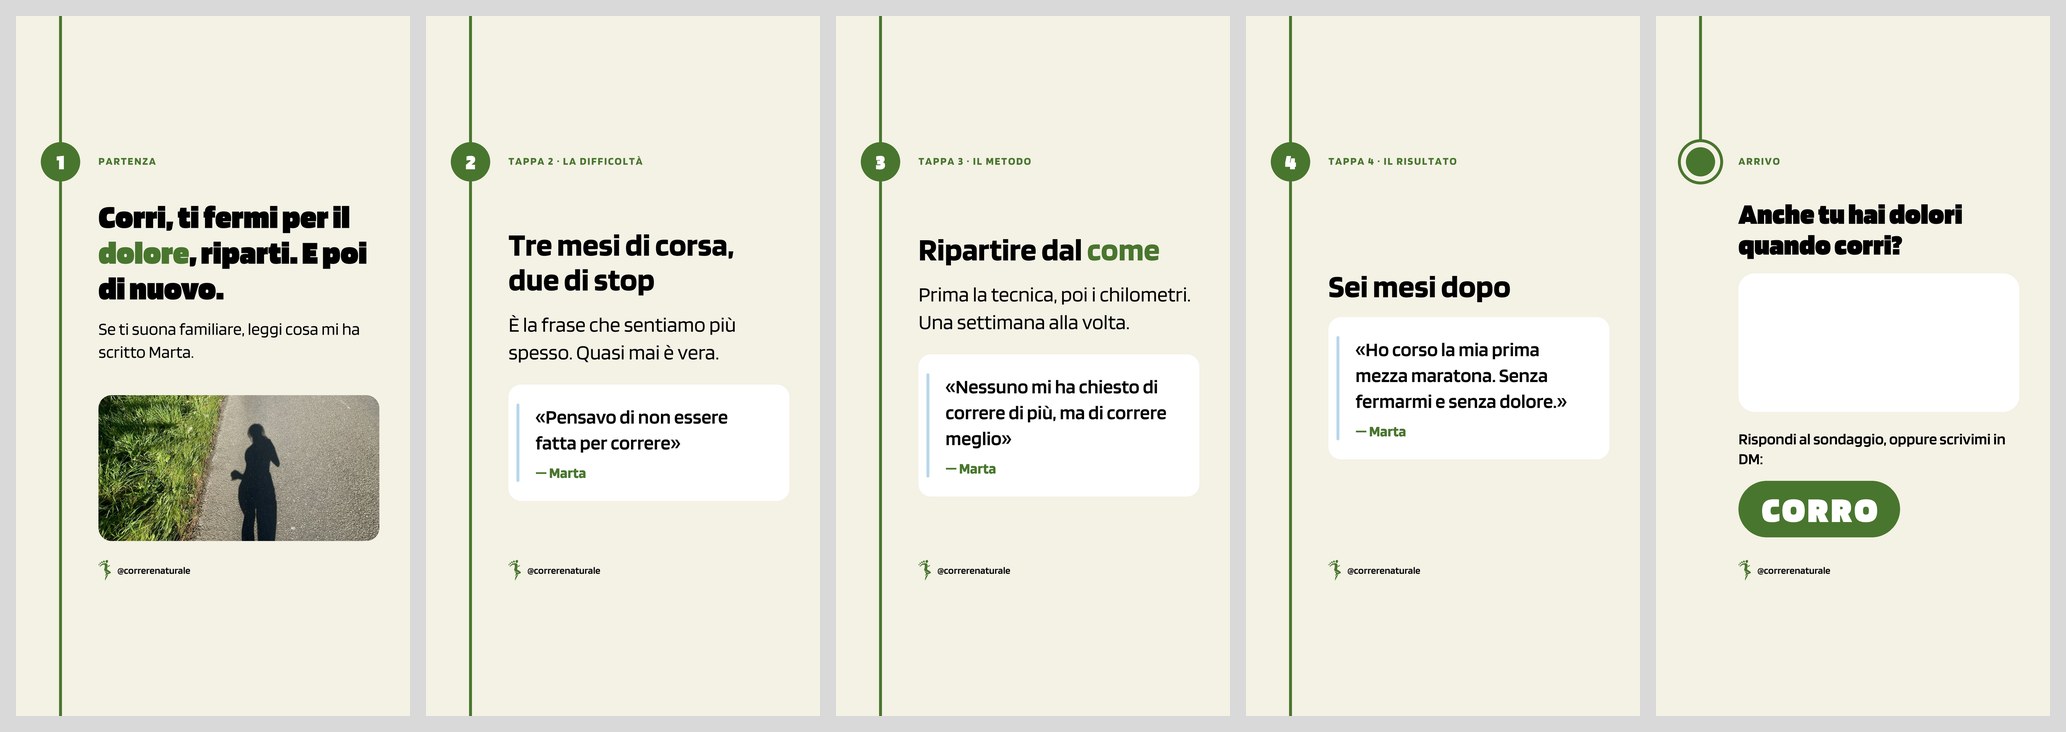 1
PARTENZA
Corri, ti fermi per il
dolore, riparti. E poi
di nuovo.
Se ti suona familiare, leggi cosa mi ha
scritto Marta.
@correrenaturale
2
TAPPA 2 · LA DIFFICOLTÀ
Tre mesi di corsa,
due di stop
È la frase che sentiamo più
spesso. Quasi mai è vera.
«Pensavo di non essere
fatta per correre»
— Marta
@correrenaturale
3
TAPPA 3 · IL METODO
Ripartire dal come
Prima la tecnica, poi i chilometri.
Una settimana alla volta.
«Nessuno mi ha chiesto di
correre di più, ma di correre
meglio»
— Marta
@correrenaturale
4
TAPPA 4 · IL RISULTATO
Sei mesi dopo
«Ho corso la mia prima
mezza maratona. Senza
fermarmi e senza dolore.»
— Marta
@correrenaturale
ARRIVO
Anche tu hai dolori
quando corri?
Rispondi al sondaggio, oppure scrivimi in
DM:
CORRO
@correrenaturale